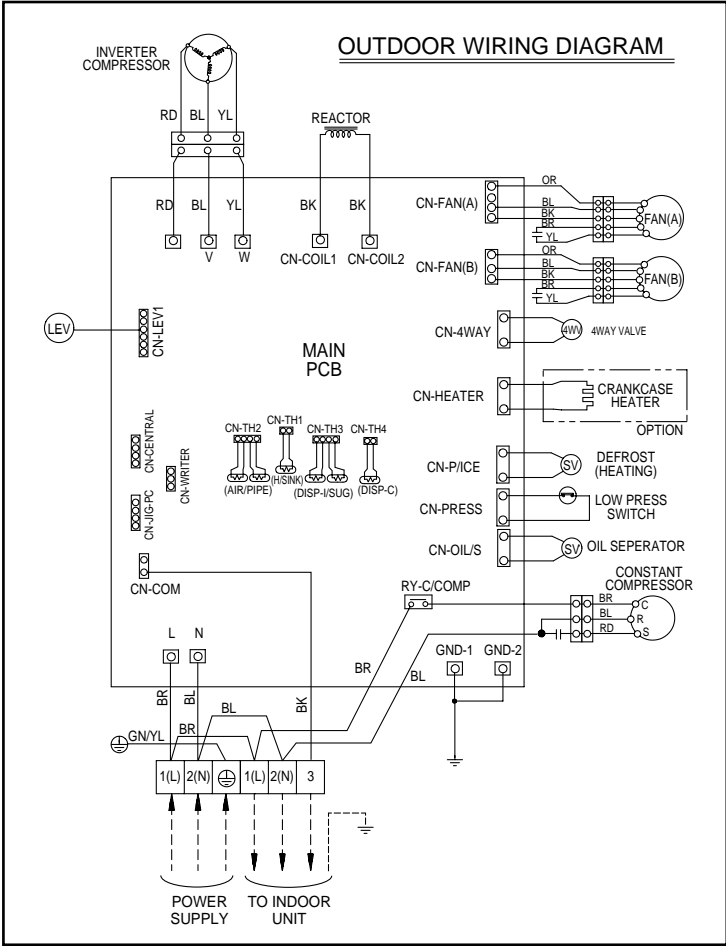 OUTDOOR WIRING DIAGRAM
INVERTER
COMPRESSOR
RD BL YL
REACTOR
RD BL YL
BK BK
V W
CN-COIL1 CN-COIL2
CN-FAN(A)
OR
BL
BK
BR
YL
FAN(A)
CN-FAN(B)
OR
BL
BK
BR
YL
FAN(B)
LEV
CN-LEV1
MAIN
PCB
CN-4WAY
4WV
4WAY VALVE
CN-HEATER
CRANKCASE
HEATER
OPTION
CN-CENTRAL
CN-WRITER
CN-JIG-PC
CN-TH2
CN-TH1
CN-TH3
CN-TH4
(AIR/PIPE)
(H/SINK)
(DISP-I/SUG)
(DISP-C)
CN-P/ICE
SV
DEFROST
(HEATING)
CN-PRESS
LOW PRESS
SWITCH
CN-OIL/S
SV
OIL SEPERATOR
CN-COM
RY-C/COMP
CONSTANT
COMPRESSOR
BR
BL
RD
C
R
S
L N
GND-1 GND-2
BR
BL
BR
BL
BK
BL
BR
GN/YL
1(L) 2(N) 1(L) 2(N) 3
POWER
SUPPLY
TO INDOOR
UNIT